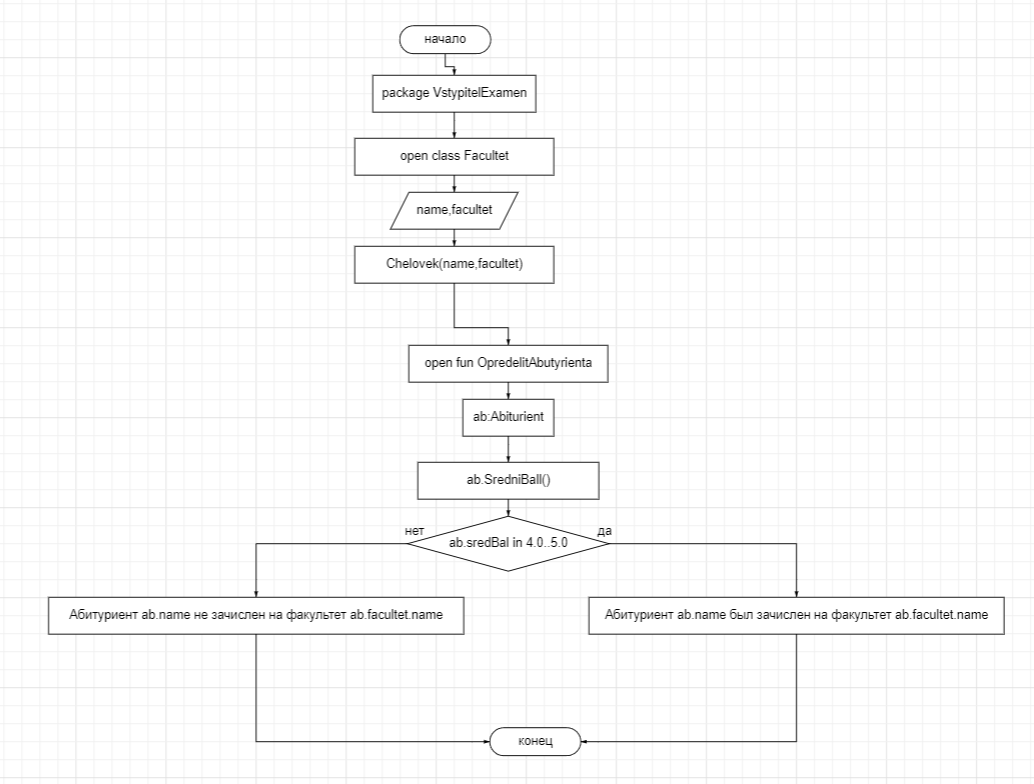 начало
package VstypitelExamen
open class Facultet
name,facultet
Chelovek(name,facultet)
open fun OpredelitAbutyrienta
ab:Abiturient
ab.SredniBall()
нет
да
ab.sredBal in 4.0..5.0
Абитуриент ab.name не зачислен на факультет ab.facultet.name
Абитуриент ab.name был зачислен на факультет ab.facultet.name
конец